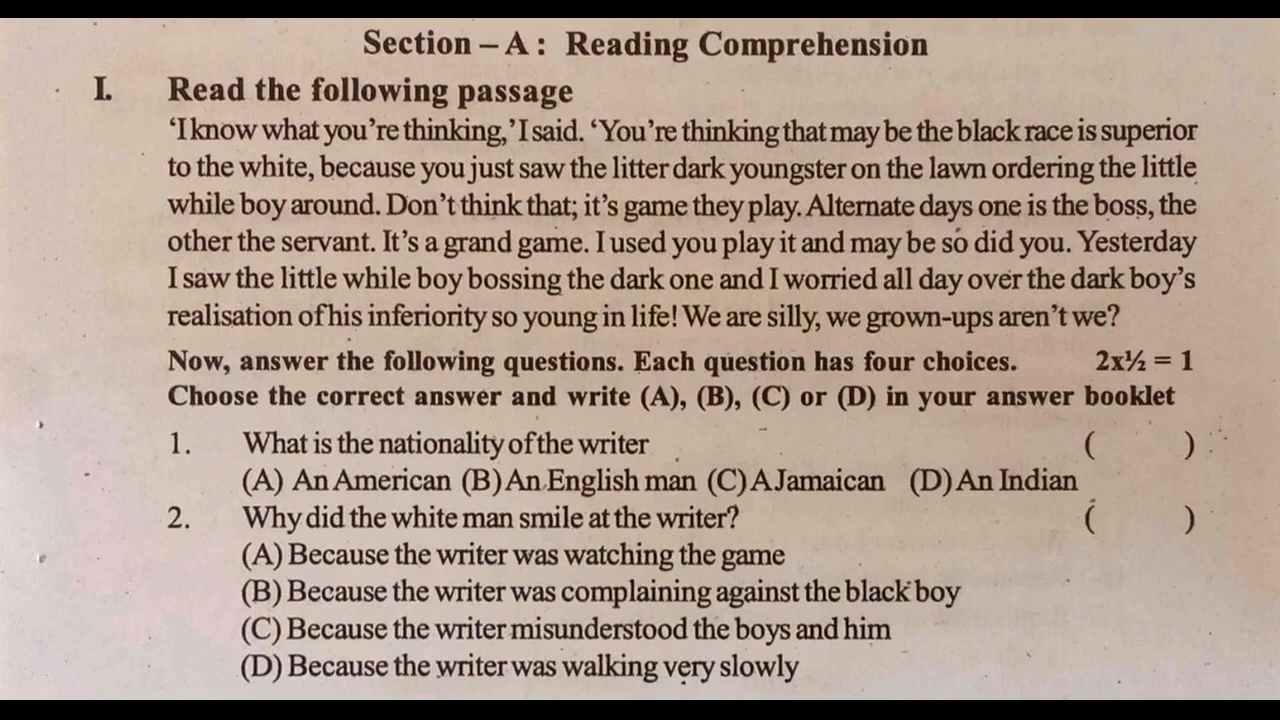 Section – A : Reading Comprehension
I. Read the following passage
‘I know what you’re thinking,’ I said. ‘You’re thinking that may be the black race is superior
to the white, because you just saw the litter dark youngster on the lawn ordering the little
while boy around. Don’t think that; it’s game they play. Alternate days one is the boss, the
other the servant. It’s a grand game. I used you play it and may be so did you. Yesterday
I saw the little while boy bossing the dark one and I worried all day over the dark boy’s
realisation of his inferiority so young in life! We are silly, we grown-ups aren’t we?
Now, answer the following questions. Each question has four choices. 2x½ = 1
Choose the correct answer and write (A), (B), (C) or (D) in your answer booklet
1. What is the nationality of the writer ( )
(A) An American (B) An English man (C) A Jamaican (D) An Indian
2. Why did the white man smile at the writer? ( )
(A) Because the writer was watching the game
(B) Because the writer was complaining against the black boy
(C) Because the writer misunderstood the boys and him
(D) Because the writer was walking very slowly